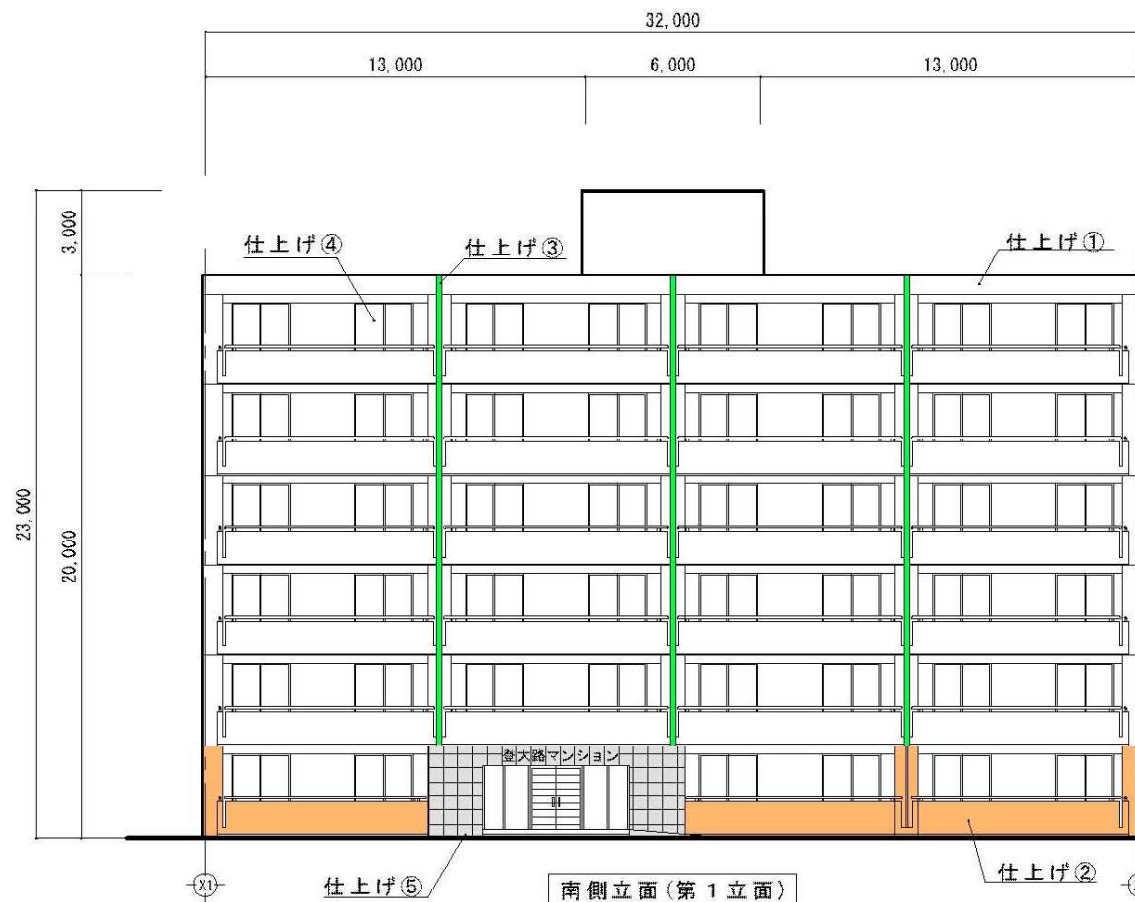 32,000
13,000
6,000
13,000
3,000
仕上げ④
仕上げ③
仕上げ①
23,000
20,000
登大路マンション
X1
仕上げ⑤
南側立面(第1立面)
仕上げ②